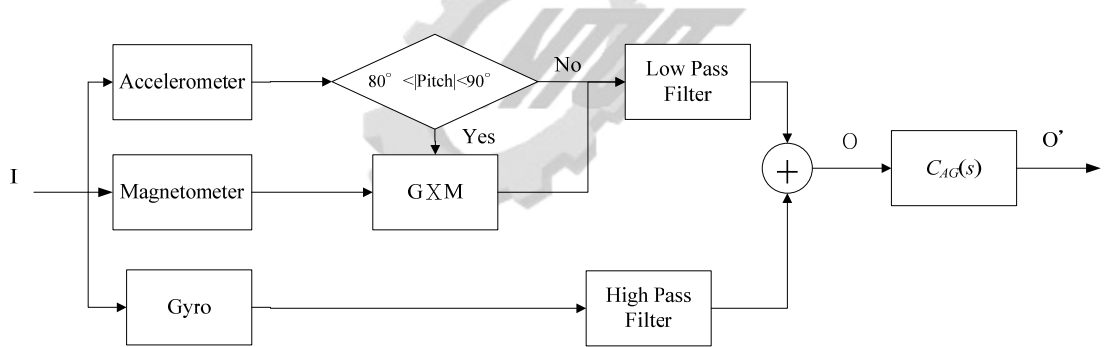 Accelerometer
80° <|Pitch|<90°
No
Yes
Low Pass
Filter
I
Magnetometer
GXM
+
O
C_AG(s)
O’
Gyro
High Pass
Filter